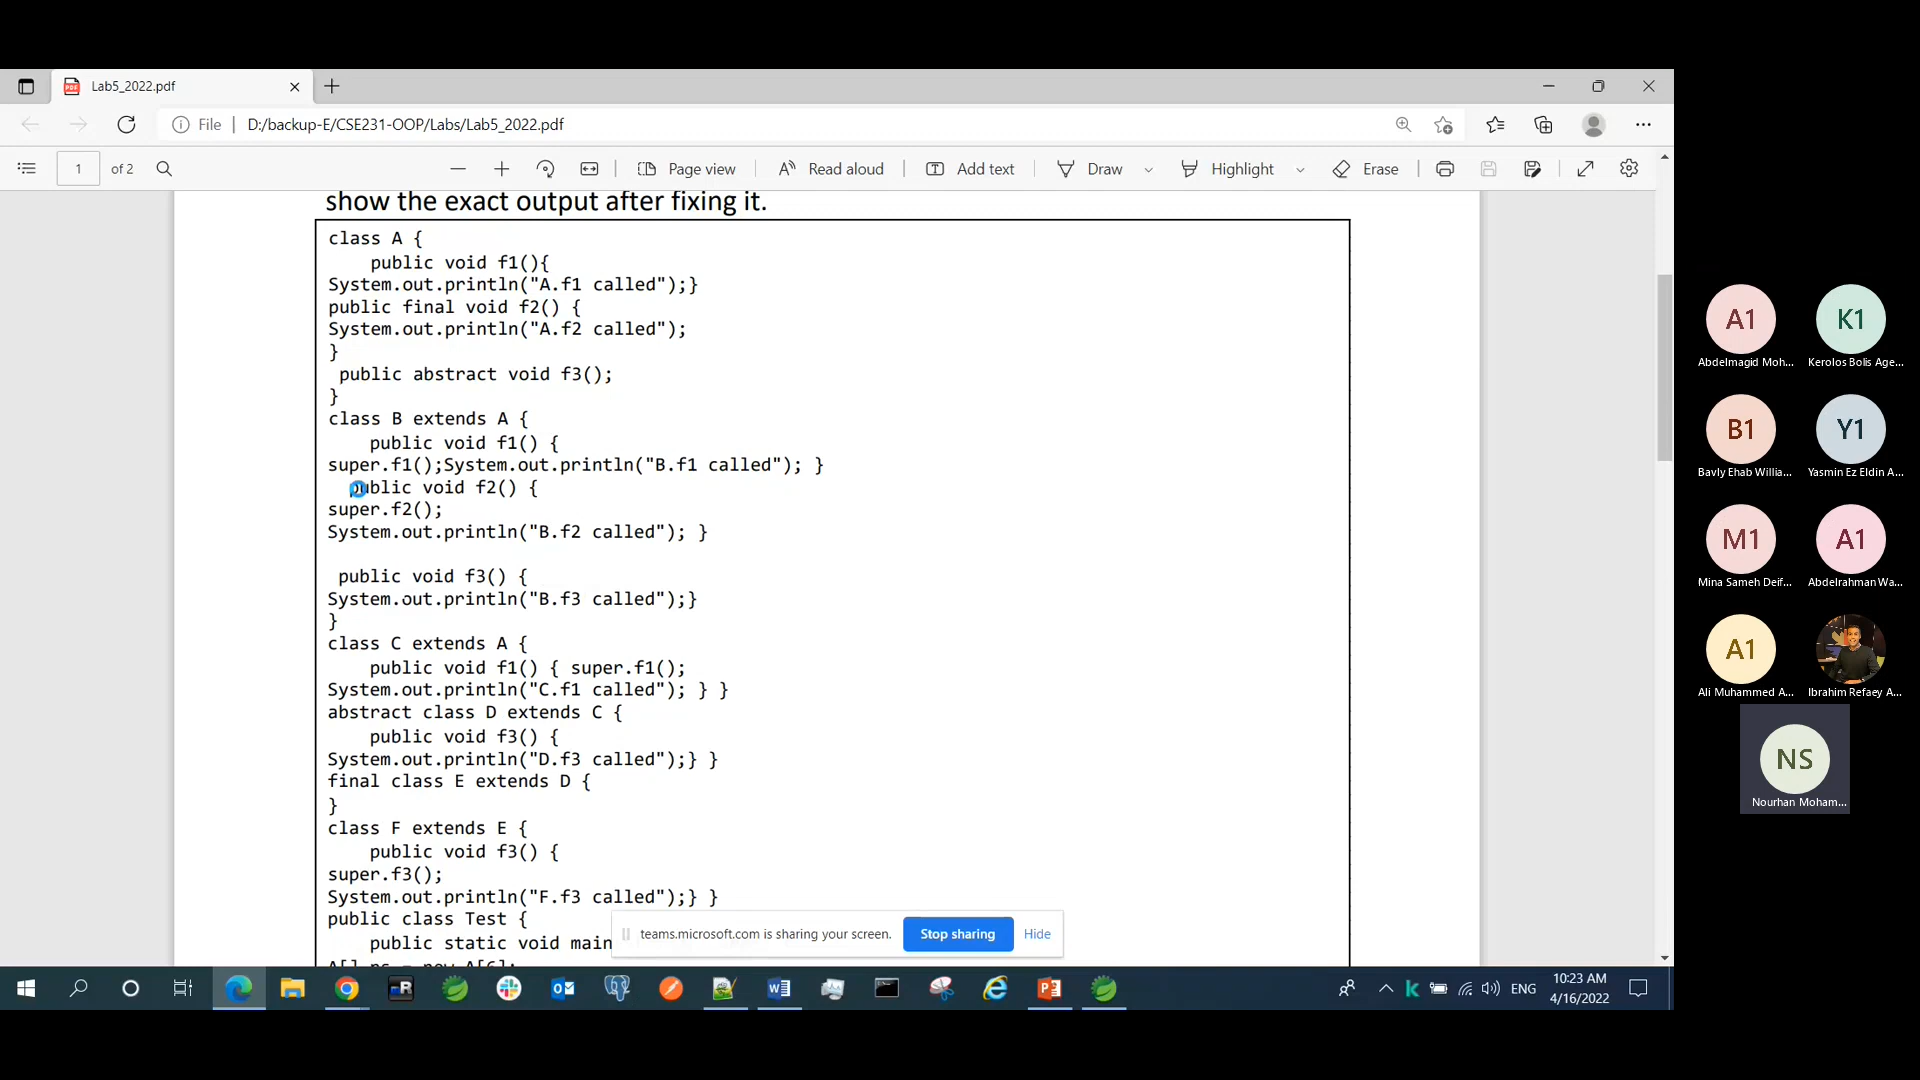 Lab5_2022.pdf
File
D:/backup-E/CSE231-OOP/Labs/Lab5_2022.pdf
1 of 2
Page view
Read aloud
Add text
Draw
Highlight
Erase
show the exact output after fixing it.
class A {
public void f1(){
System.out.println("A.f1 called");}
public final void f2() {
System.out.println("A.f2 called");
}
public abstract void f3();
}
class B extends A {
public void f1() {
super.f1();System.out.println("B.f1 called"); }
public void f2() {
super.f2();
System.out.println("B.f2 called"); }
public void f3() {
System.out.println("B.f3 called");}
}
class C extends A {
public void f1() { super.f1();
System.out.println("C.f1 called"); } }
abstract class D extends C {
public void f3() {
System.out.println("D.f3 called");} }
final class E extends D {
}
class F extends E {
public void f3() {
super.f3();
System.out.println("F.f3 called");} }
public class Test {
public static void main
teams.microsoft.com is sharing your screen.
Stop sharing
Hide
A1
K1
Abdelmagid Moh...
Kerolos Bolis Age...
B1
Y1
Bavly Ehab Willia...
Yasmin Ez Eldin A...
M1
A1
Mina Sameh Deif...
Abdelrahman Wa...
A1
Ali Muhammed A...
Ibrahim Refaey A...
NS
Nourhan Moham...
ENG
10:23 AM
4/16/2022